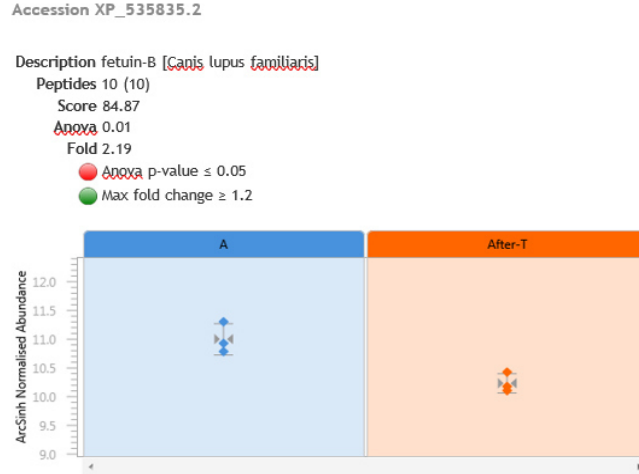 Accession XP_535835.2
Description fetuin-B [Canis lupus familiaris]
Peptides 10 (10)
Score 84.87
Anova 0.01
Fold 2.19
Anova p-value ≤ 0.05
Max fold change ≥ 1.2
A After-T
ArcSinh Normalised Abundance
12.0
11.5
11.0
10.5
10.0
9.5
9.0